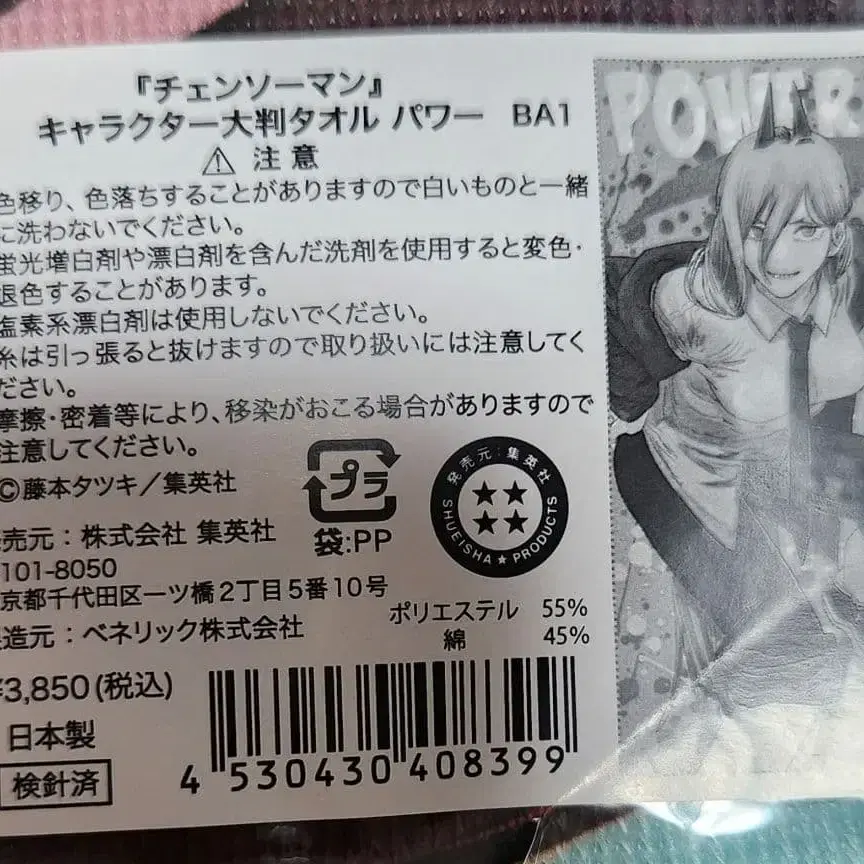 『チェンソーマン』
キャラクター大判タオル パワー BA1
⚠ 注意
色移り、色落ちすることがありますので白いものと一緒
に洗わないでください。
蛍光増白剤や漂白剤を含んだ洗剤を使用すると変色・
退色することがあります。
塩素系漂白剤は使用しないでください。
糸は引っ張ると抜けますので取り扱いには注意してく
ださい。
摩擦・密着等により、移染がおこる場合がありますので
注意してください。
©藤本タツキ／集英社
プラ
袋:PP
発売元：集英社
SHUEISHA ★ PRODUCTS
売元：株式会社 集英社
101-8050
京都千代田区一ツ橋2丁目5番10号
造元：ベネリック株式会社
ポリエステル 55%
綿 45%
¥3,850(税込)
日本製
検針済
4 530430 408399
POWER